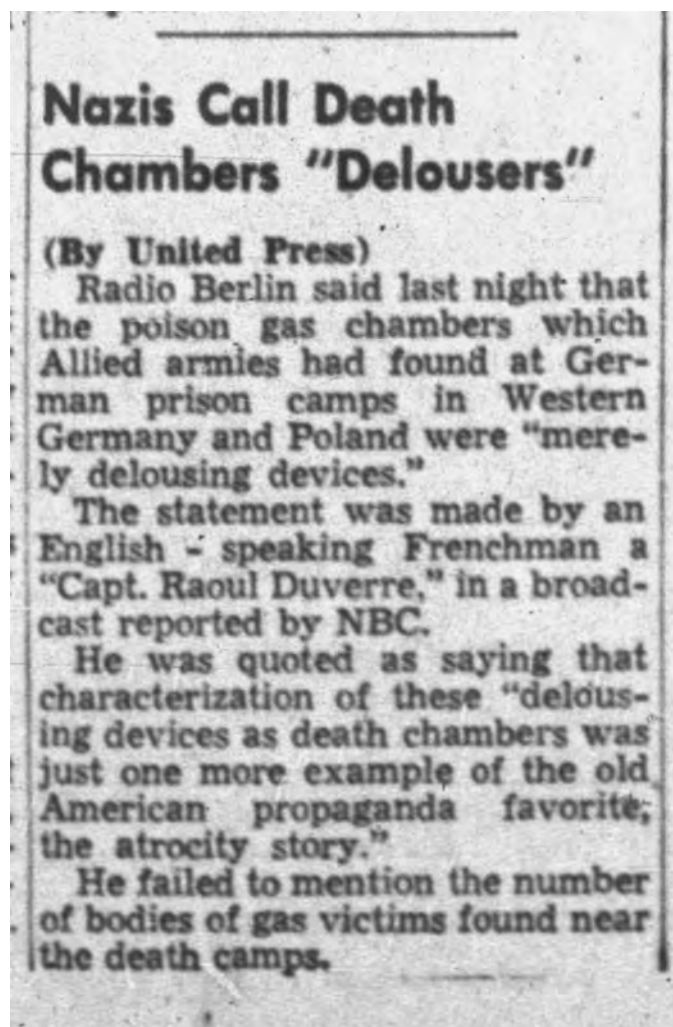 Nazis Call Death
Chambers "Delousers"
(By United Press)
Radio Berlin said last night that
the poison gas chambers which
Allied armies had found at Ger-
man prison camps in Western
Germany and Poland were "mere-
ly delousing devices."
The statement was made by an
English - speaking Frenchman a
"Capt. Raoul Duverre," in a broad-
cast reported by NBC.
He was quoted as saying that
characterization of these "delous-
ing devices as death chambers was
just one more example of the old
American propaganda favorite,
the atrocity story."
He failed to mention the number
of bodies of gas victims found near
the death camps.